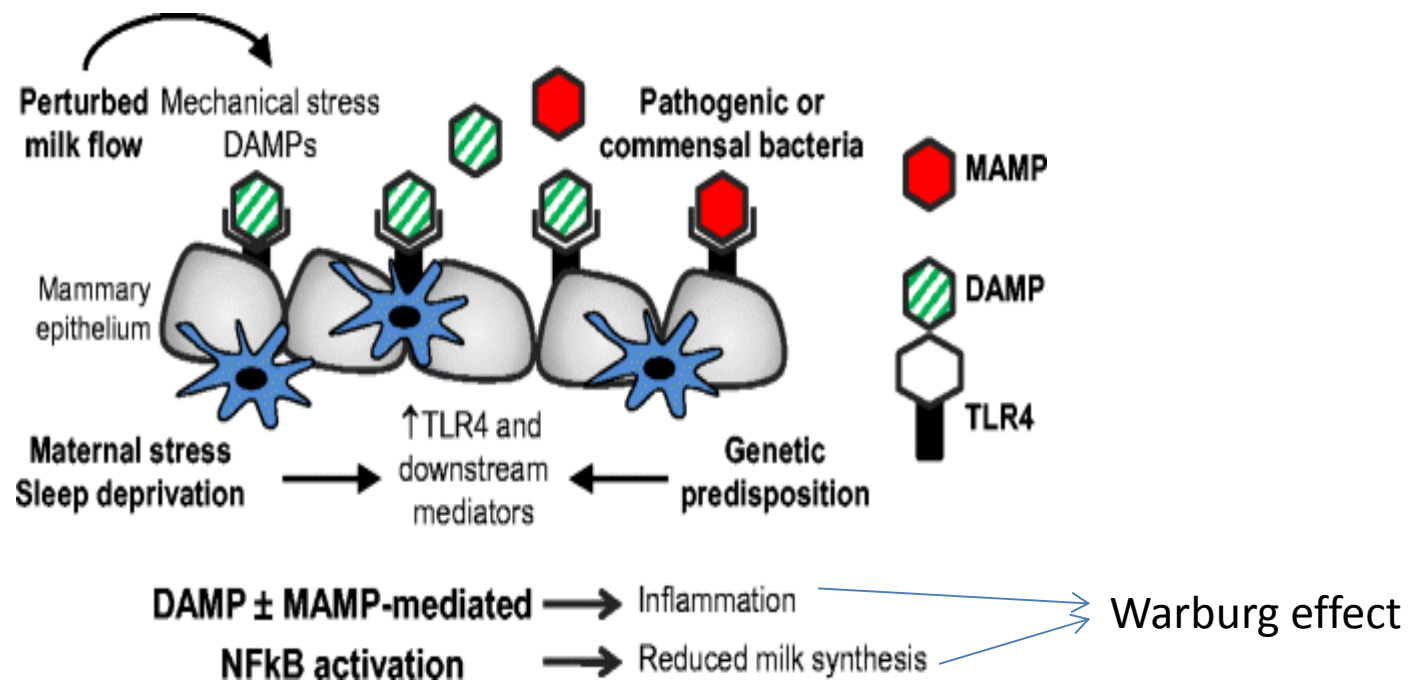 Perturbed
milk flow
Mechanical stress
DAMPs
Pathogenic or
commensal bacteria
MAMP
DAMP
TLR4
Mammary
epithelium
Maternal stress
Sleep deprivation
↑TLR4 and
downstream
mediators
Genetic
predisposition
DAMP ± MAMP-mediated
Inflammation
NFkB activation
Reduced milk synthesis
Warburg effect